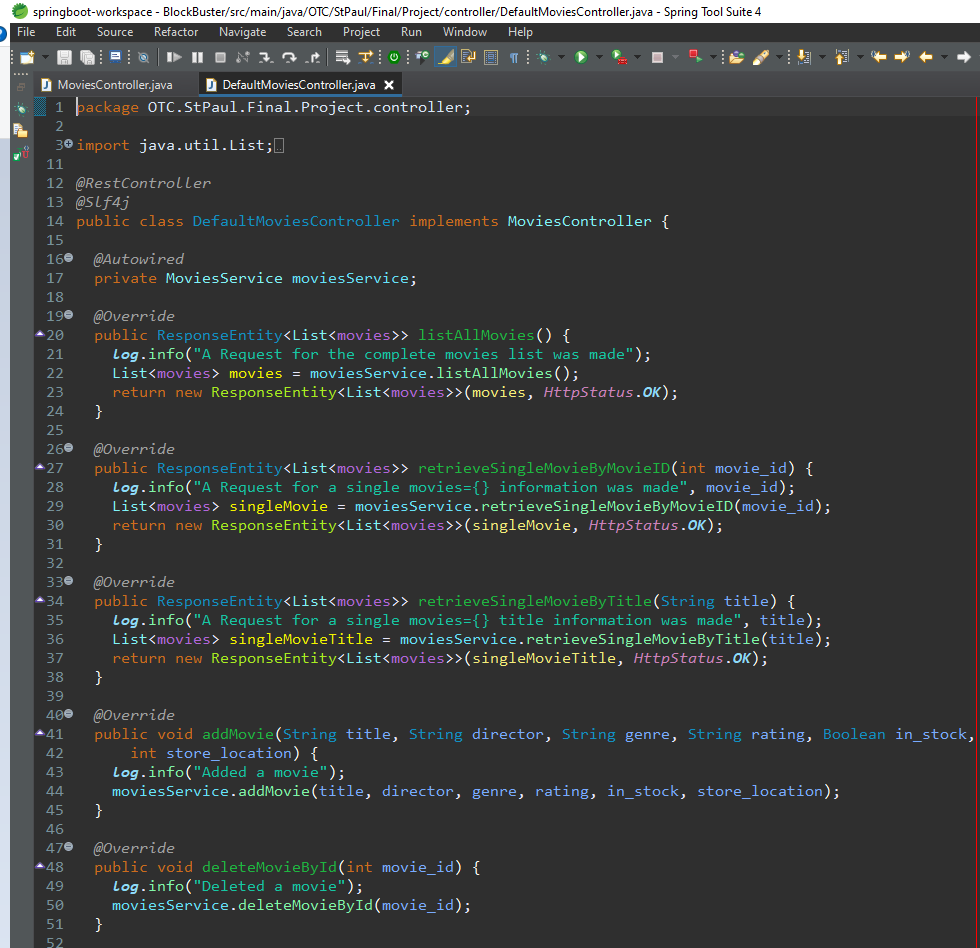 springboot-workspace - BlockBuster/src/main/java/OTC/StPaul/Final/Project/controller/DefaultMoviesController.java - Spring Tool Suite 4
File Edit Source Refactor Navigate Search Project Run Window Help
MoviesController.java DefaultMoviesController.java
1 package OTC.StPaul.Final.Project.controller;
2
3 import java.util.List;
11
12 @RestController
13 @Slf4j
14 public class DefaultMoviesController implements MoviesController {
15
16 @Autowired
17 private MoviesService moviesService;
18
19 @Override
20 public ResponseEntity<List<movies>> listAllMovies() {
21 log.info("A Request for the complete movies list was made");
22 List<movies> movies = moviesService.listAllMovies();
23 return new ResponseEntity<List<movies>>(movies, HttpStatus.OK);
24 }
25
26 @Override
27 public ResponseEntity<List<movies>> retrieveSingleMovieByMovieID(int movie_id) {
28 log.info("A Request for a single movies={} information was made", movie_id);
29 List<movies> singleMovie = moviesService.retrieveSingleMovieByMovieID(movie_id);
30 return new ResponseEntity<List<movies>>(singleMovie, HttpStatus.OK);
31 }
32
33 @Override
34 public ResponseEntity<List<movies>> retrieveSingleMovieByTitle(String title) {
35 log.info("A Request for a single movies={} title information was made", title);
36 List<movies> singleMovieTitle = moviesService.retrieveSingleMovieByTitle(title);
37 return new ResponseEntity<List<movies>>(singleMovieTitle, HttpStatus.OK);
38 }
39
40 @Override
41 public void addMovie(String title, String director, String genre, String rating, Boolean in_stock,
42 int store_location) {
43 log.info("Added a movie");
44 moviesService.addMovie(title, director, genre, rating, in_stock, store_location);
45 }
46
47 @Override
48 public void deleteMovieById(int movie_id) {
49 log.info("Deleted a movie");
50 moviesService.deleteMovieById(movie_id);
51 }
52